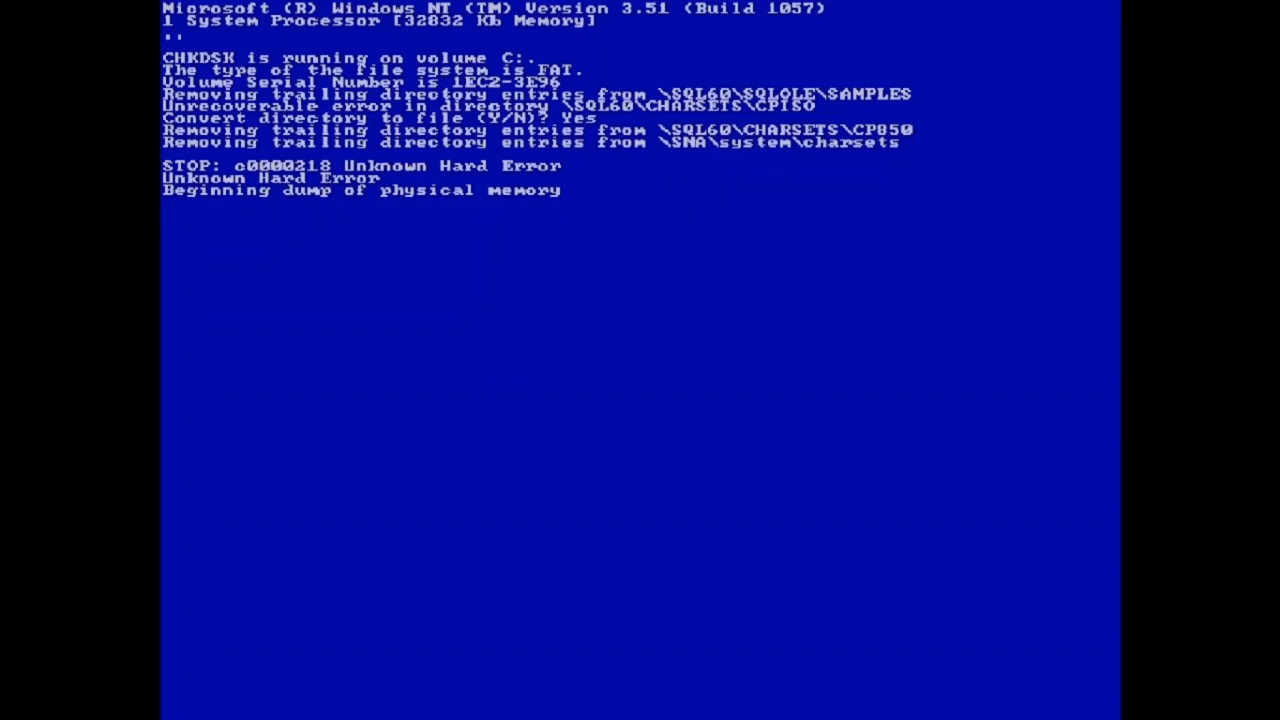 Microsoft (R) Windows NT (TM) Version 3.51 (Build 1057)
1 System Processor [32832 Kb Memory]
..
CHKDSK is running on volume C:.
The type of the file system is FAT.
Volume Serial Number is 1EC2-3E96
Removing trailing directory entries from \SQL60\SQLOLE\SAMPLES
Unrecoverable error in directory \SQL60\CHARSETS\CPISO
Convert directory to file (Y/N)? Yes
Removing trailing directory entries from \SQL60\CHARSETS\CP850
Removing trailing directory entries from \SNA\system\charsets
STOP: c0000218 Unknown Hard Error
Unknown Hard Error
Beginning dump of physical memory